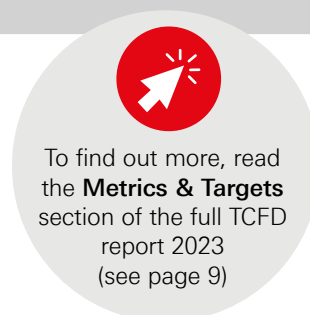 To find out more, read
the Metrics & Targets
section of the full TCFD
report 2023
(see page 9)